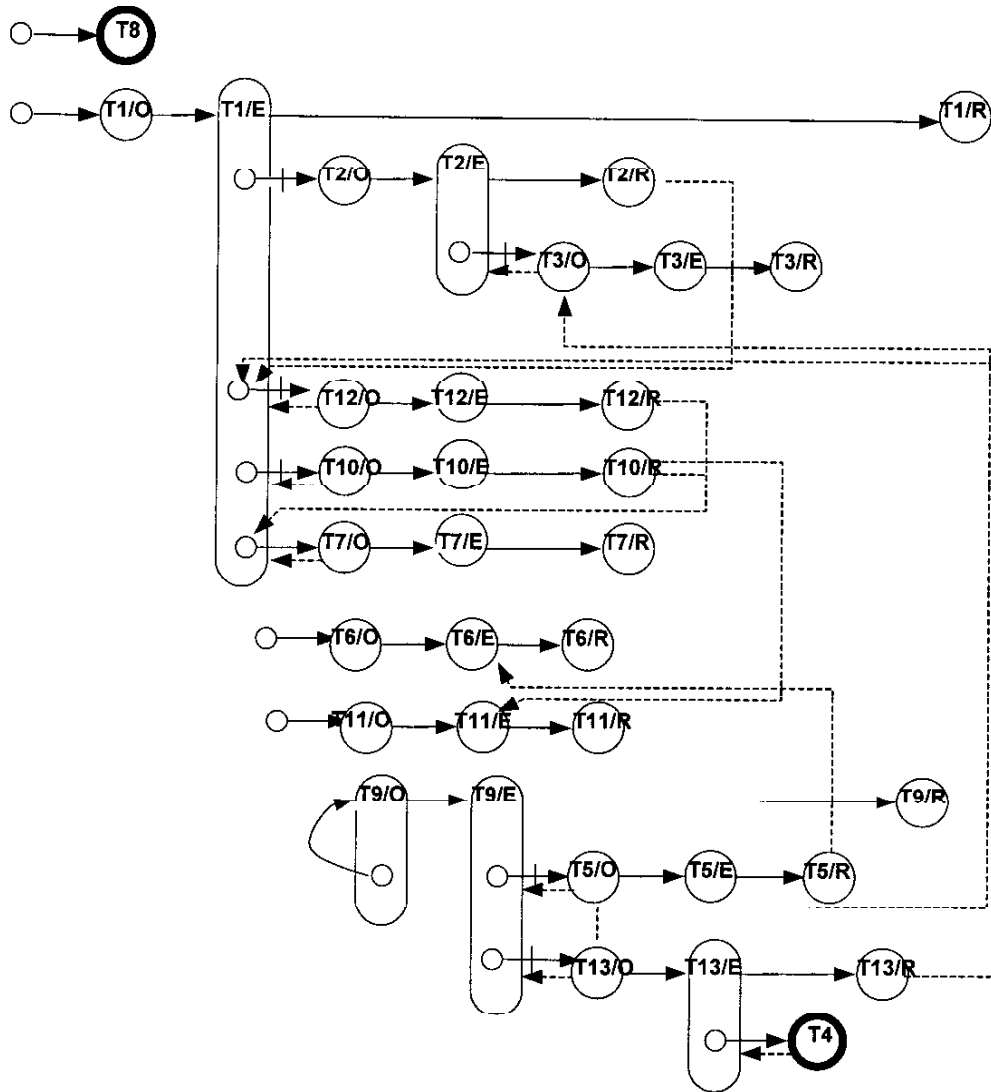 T8
T1/O T1/E T1/R
T2/O T2/E T2/R
T3/O T3/E T3/R
T12/O T12/E T12/R
T10/O T10/E T10/R
T7/O T7/E T7/R
T6/O T6/E T6/R
T11/O T11/E T11/R
T9/O T9/E T9/R
T5/O T5/E T5/R
T13/O T13/E T13/R
T4